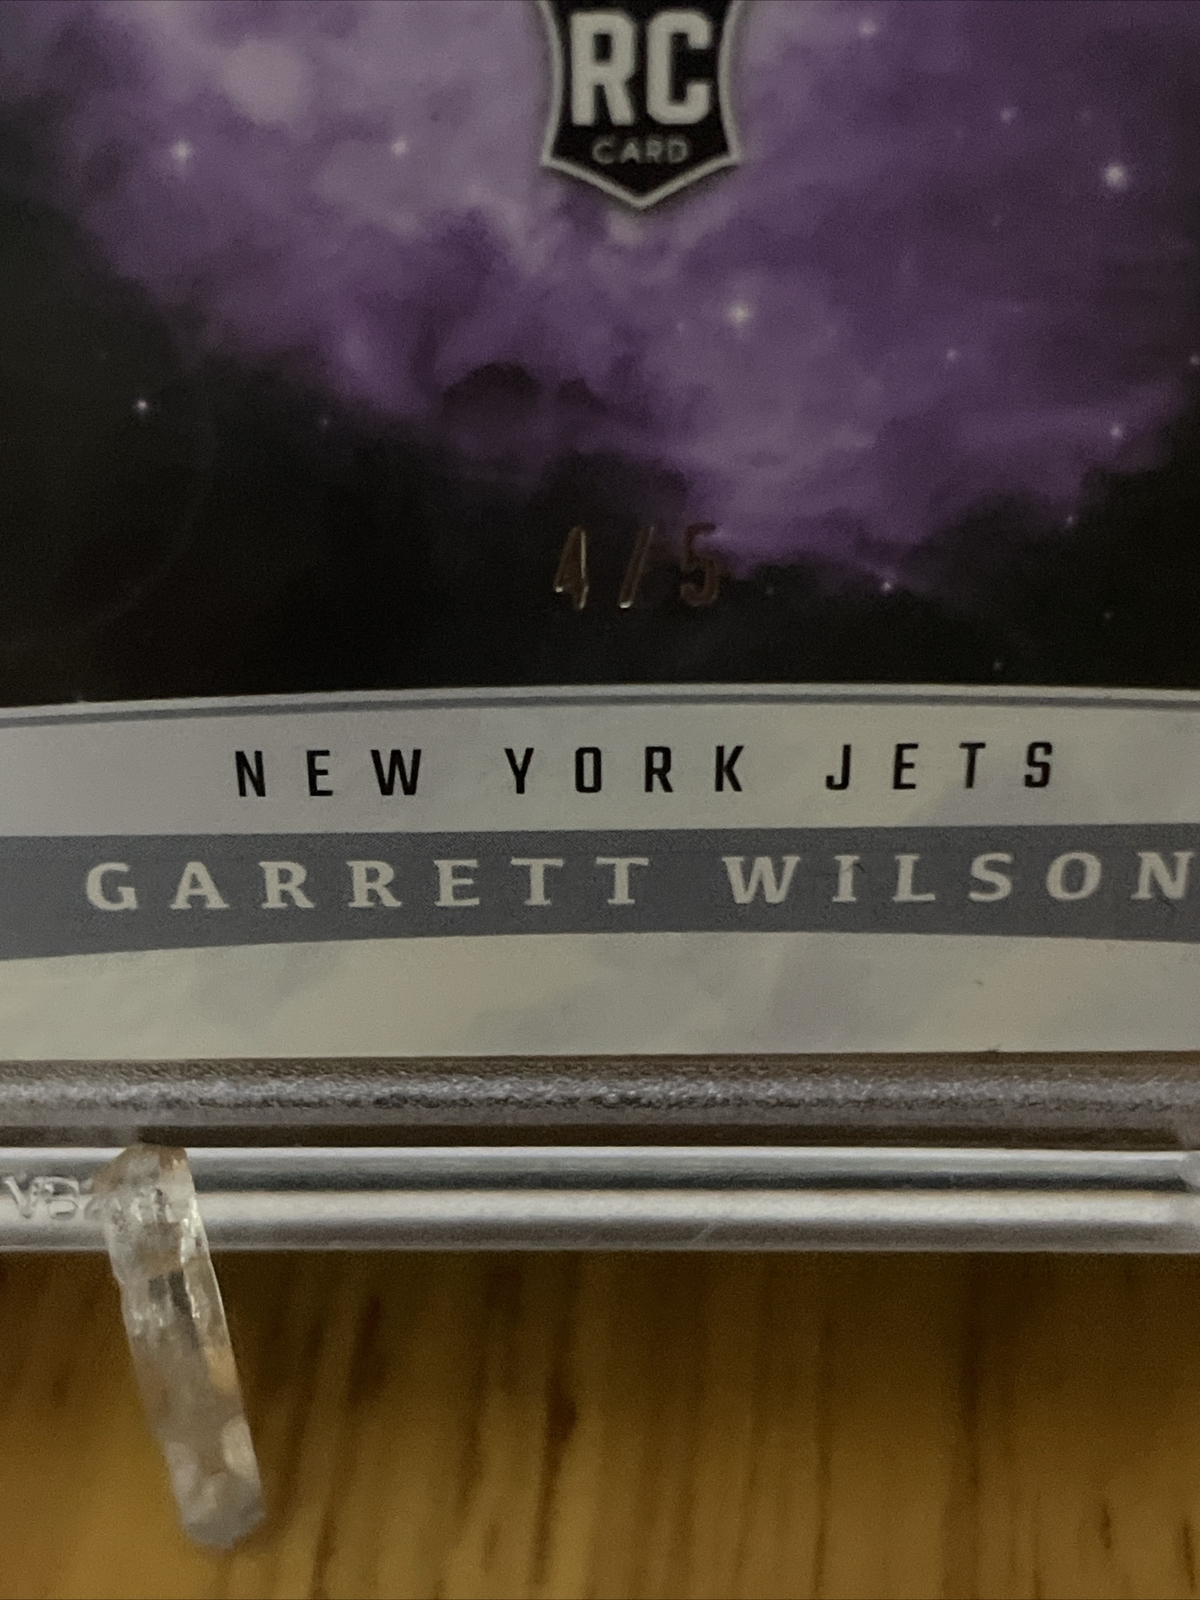 RC
CARD
4/5
NEW YORK JETS
GARRETT WILSON